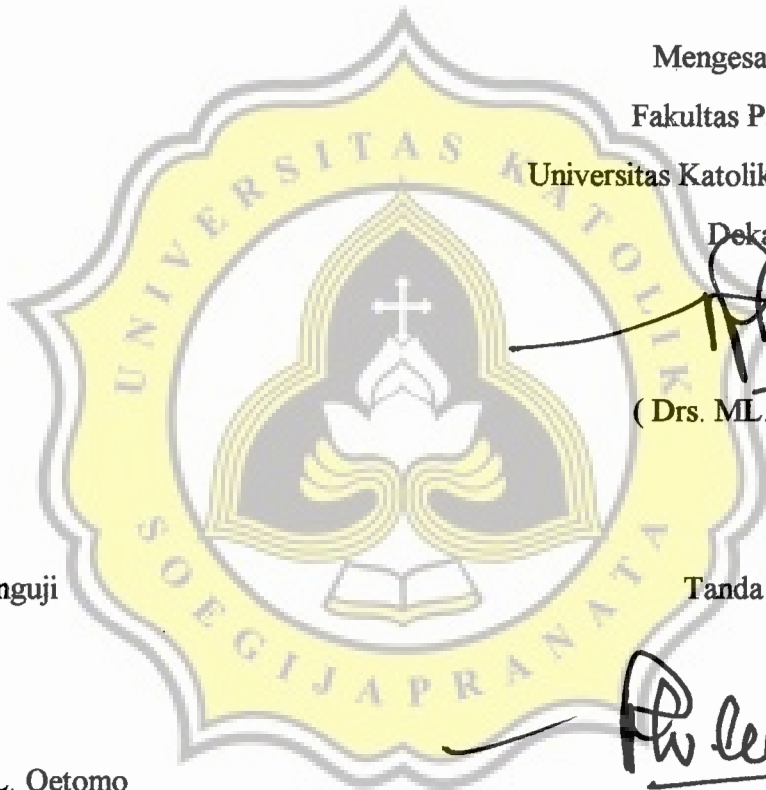 Mengesa
Fakultas P
Universitas Katolik
Deka
UNIVERSITAS KATOLIK
SOEGIJAPRANATA
( Drs. ML.
nguji
Tanda
Oetomo